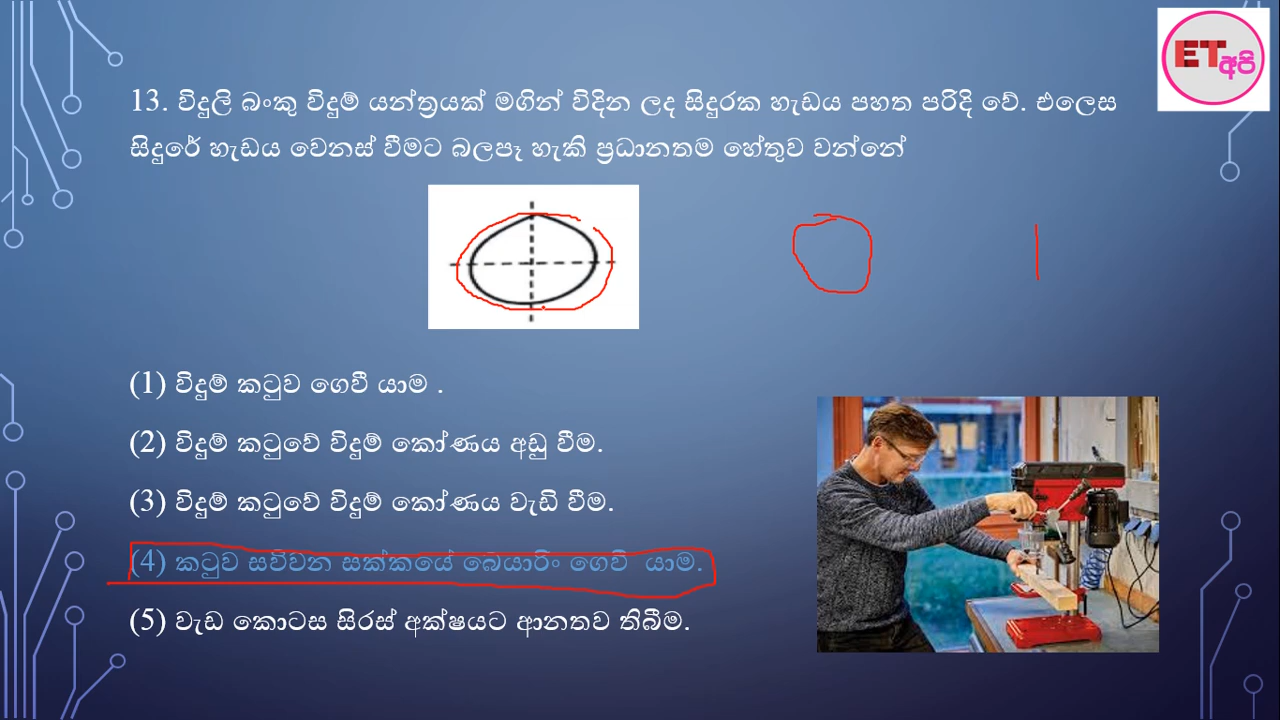 ET
අපි
13. විදුලි බංකු විදුම් යන්ත්‍රයක් මගින් විදින ලද සිදුරක හැඩය පහත පරිදි වේ. එලෙස
සිදුරේ හැඩය වෙනස් වීමට බලපෑ හැකි ප්‍රධානතම හේතුව වන්නේ
(1) විදුම් කටුව ගෙවී යාම .
(2) විදුම් කටුවේ විදුම් කෝණය අඩු වීම.
(3) විදුම් කටුවේ විදුම් කෝණය වැඩි වීම.
(4) කටුව සවිවන සක්කයේ බෙයාරිං ගෙවී යාම.
(5) වැඩ කොටස සිරස් අක්ෂයට ආනතව තිබීම.